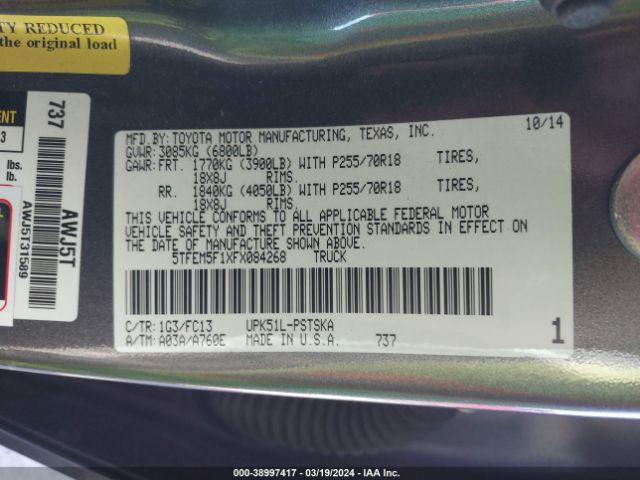 TY REDUCED
the original load
ENT
3
lbs.
lb.
737
AWJ5T
AWJ5T31589
MFD.BY:TOYOTA MOTOR MANUFACTURING, TEXAS, INC. 10/14
GVWR: 3085KG (6800LB)
GAWR: FRT. 1770KG (3900LB) WITH P255/70R18 TIRES,
18X8J RIMS.
RR. 1840KG (4050LB) WITH P255/70R18 TIRES,
18X8J RIMS.
THIS VEHICLE CONFORMS TO ALL APPLICABLE FEDERAL MOTOR
VEHICLE SAFETY AND THEFT PREVENTION STANDARDS IN EFFECT ON
THE DATE OF MANUFACTURE SHOWN ABOVE.
5TFEM5F1XFX084268 TRUCK
C/TR:1G3/FC13 UPK51L-PSTSKA
A/TM: A03A/A760E MADE IN U.S.A. 737 1
000-38997417 - 03/19/2024 - IAA Inc.